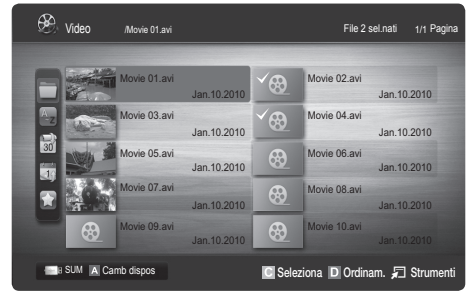 Video /Movie 01.avi File 2 sel.nati 1/1 Pagina
Movie 01.avi Movie 02.avi
Jan.10.2010 Jan.10.2010
Movie 03.avi Movie 04.avi
Jan.10.2010 Jan.10.2010
30
Movie 05.avi Movie 06.avi
Jan.10.2010 Jan.10.2010
1
Movie 07.avi Movie 08.avi
Jan.10.2010 Jan.10.2010
Movie 09.avi Movie 10.avi
Jan.10.2010 Jan.10.2010
SUM A Camb dispos C Seleziona D Ordinam. Strumenti